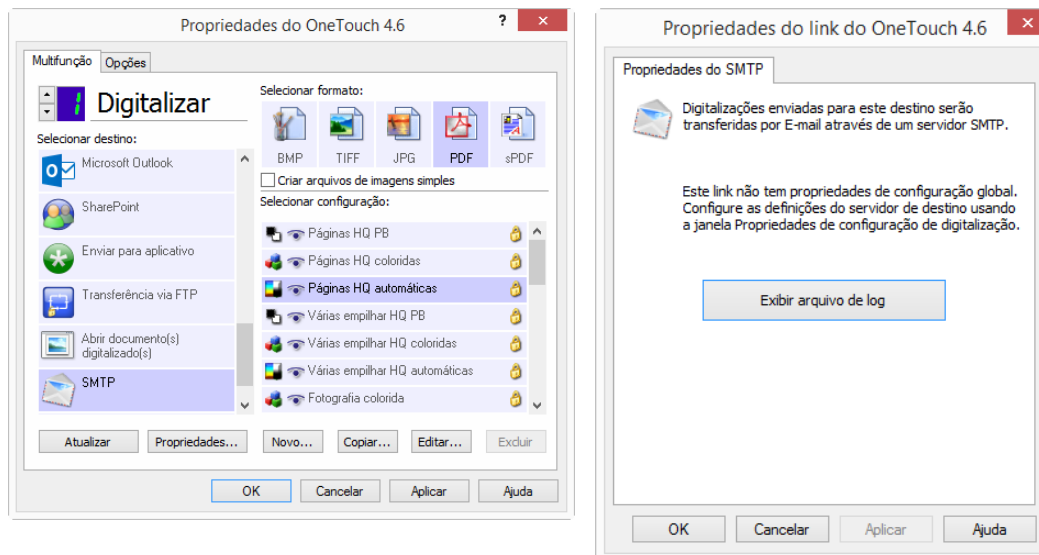 Propriedades do OneTouch 4.6
?
×
Multifunção
Opções
1
Digitalizar
Selecionar destino:
Microsoft Outlook
SharePoint
Enviar para aplicativo
Transferência via FTP
Abrir documento(s)
digitalizado(s)
SMTP
Selecionar formato:
BMP
TIFF
JPG
PDF
sPDF
Criar arquivos de imagens simples
Selecionar configuração:
Páginas HQ PB
Páginas HQ coloridas
Páginas HQ automáticas
Várias empilhar HQ PB
Várias empilhar HQ coloridas
Várias empilhar HQ automáticas
Fotografia colorida
Atualizar
Propriedades...
Novo...
Copiar...
Editar...
Excluir
OK
Cancelar
Aplicar
Ajuda
Propriedades do link do OneTouch 4.6
×
Propriedades do SMTP
Digitalizações enviadas para este destino serão
transferidas por E-mail através de um servidor SMTP.
Este link não tem propriedades de configuração global.
Configure as definições do servidor de destino usando
a janela Propriedades de configuração de digitalização.
Exibir arquivo de log
OK
Cancelar
Aplicar
Ajuda